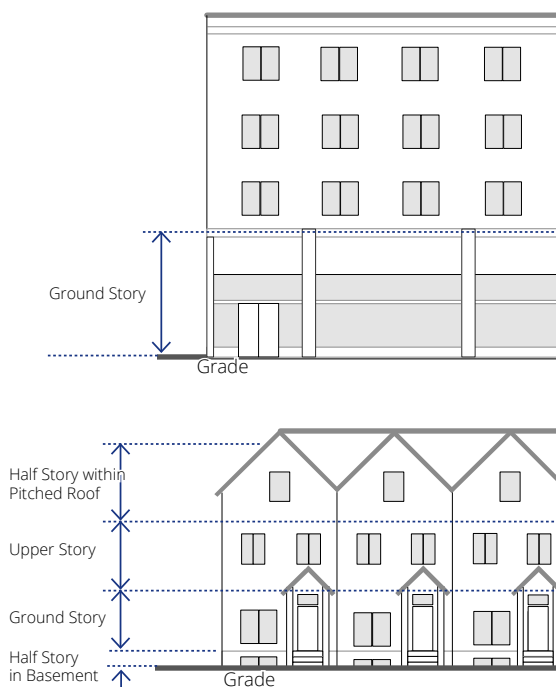 Ground Story
Grade
Half Story within
Pitched Roof
Upper Story
Ground Story
Half Story
in Basement
Grade